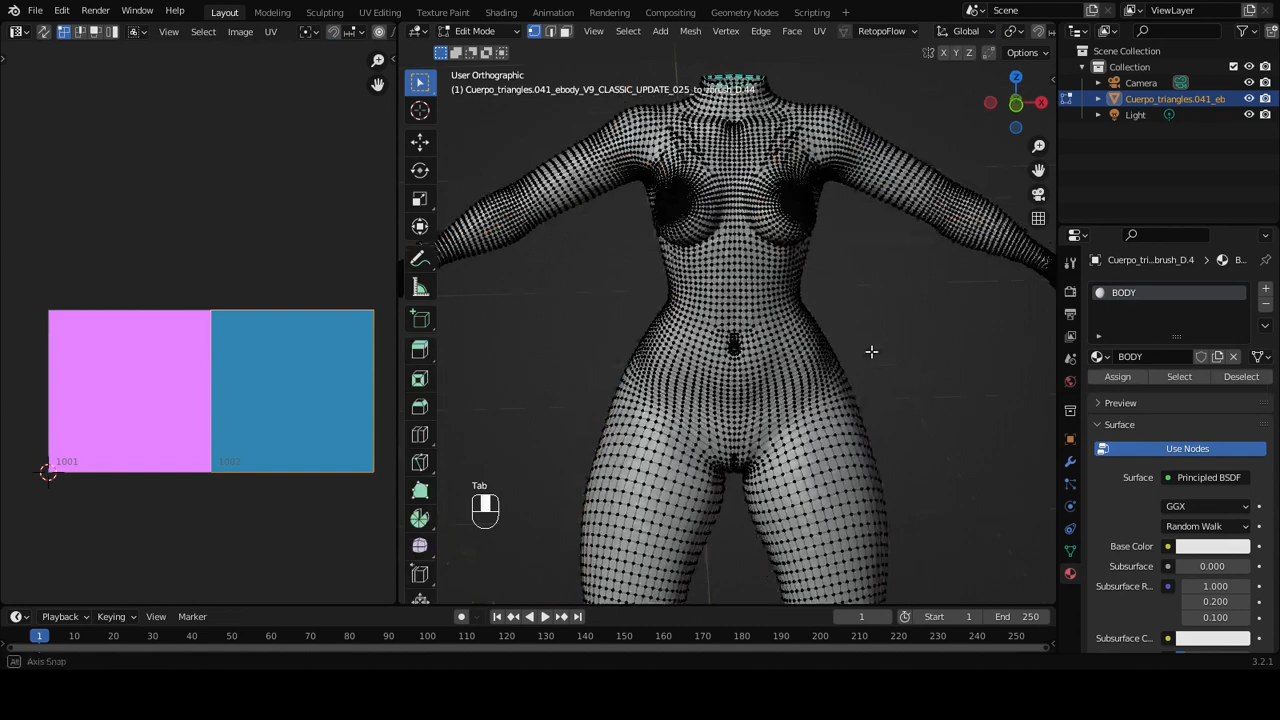 File Edit Render Window Help Layout Modeling Sculpting UV Editing Texture Paint Shading Animation Rendering Compositing Geometry Nodes Scripting + Scene ViewLayer
View Select Image UV Edit Mode View Select Add Mesh Vertex Edge Face UV RetopoFlow Global
X Y Z Options
User Orthographic
(1) Cuerpo_triangles.041_ebody_V9_CLASSIC_UPDATE_025_to_zbrush_D.44
Scene Collection
Collection
Camera
Cuerpo_triangles.041_eb
Light
Z
X
Cuerpo_tri...brush_D.4 B...
BODY
BODY
Assign Select Deselect
Preview
Surface
Use Nodes
Surface Principled BSDF
GGX
Random Walk
Base Color
Subsurface 0.000
Subsurface R... 1.000
0.200
0.100
Subsurface C...
1001 1002
Tab
Playback Keying View Marker 1 Start 1 End 250
1 10 20 30 40 50 60 70 80 90 100 110 120 130 140 150 160 170 180 190 200 210 220 230 240 250
Alt Axis Snap 3.2.1